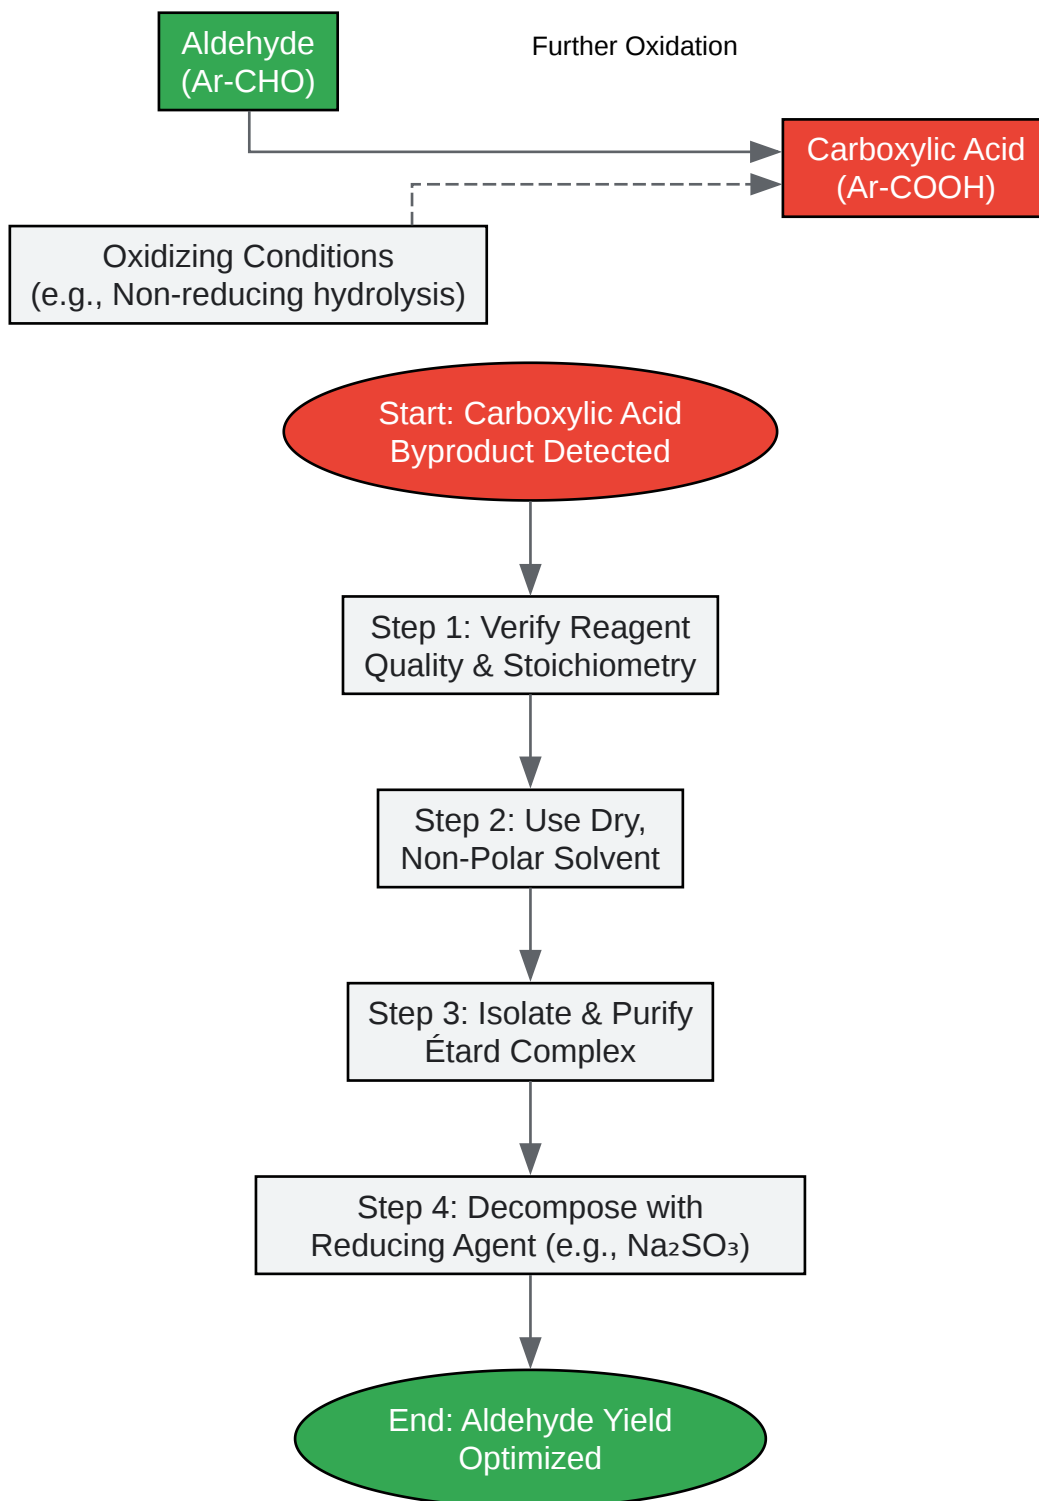 Aldehyde
(Ar-CHO)
Further Oxidation
Carboxylic Acid
(Ar-COOH)
Oxidizing Conditions
(e.g., Non-reducing hydrolysis)
Start: Carboxylic Acid
Byproduct Detected
Step 1: Verify Reagent
Quality & Stoichiometry
Step 2: Use Dry,
Non-Polar Solvent
Step 3: Isolate & Purify
Étard Complex
Step 4: Decompose with
Reducing Agent (e.g., Na₂SO₃)
End: Aldehyde Yield
Optimized